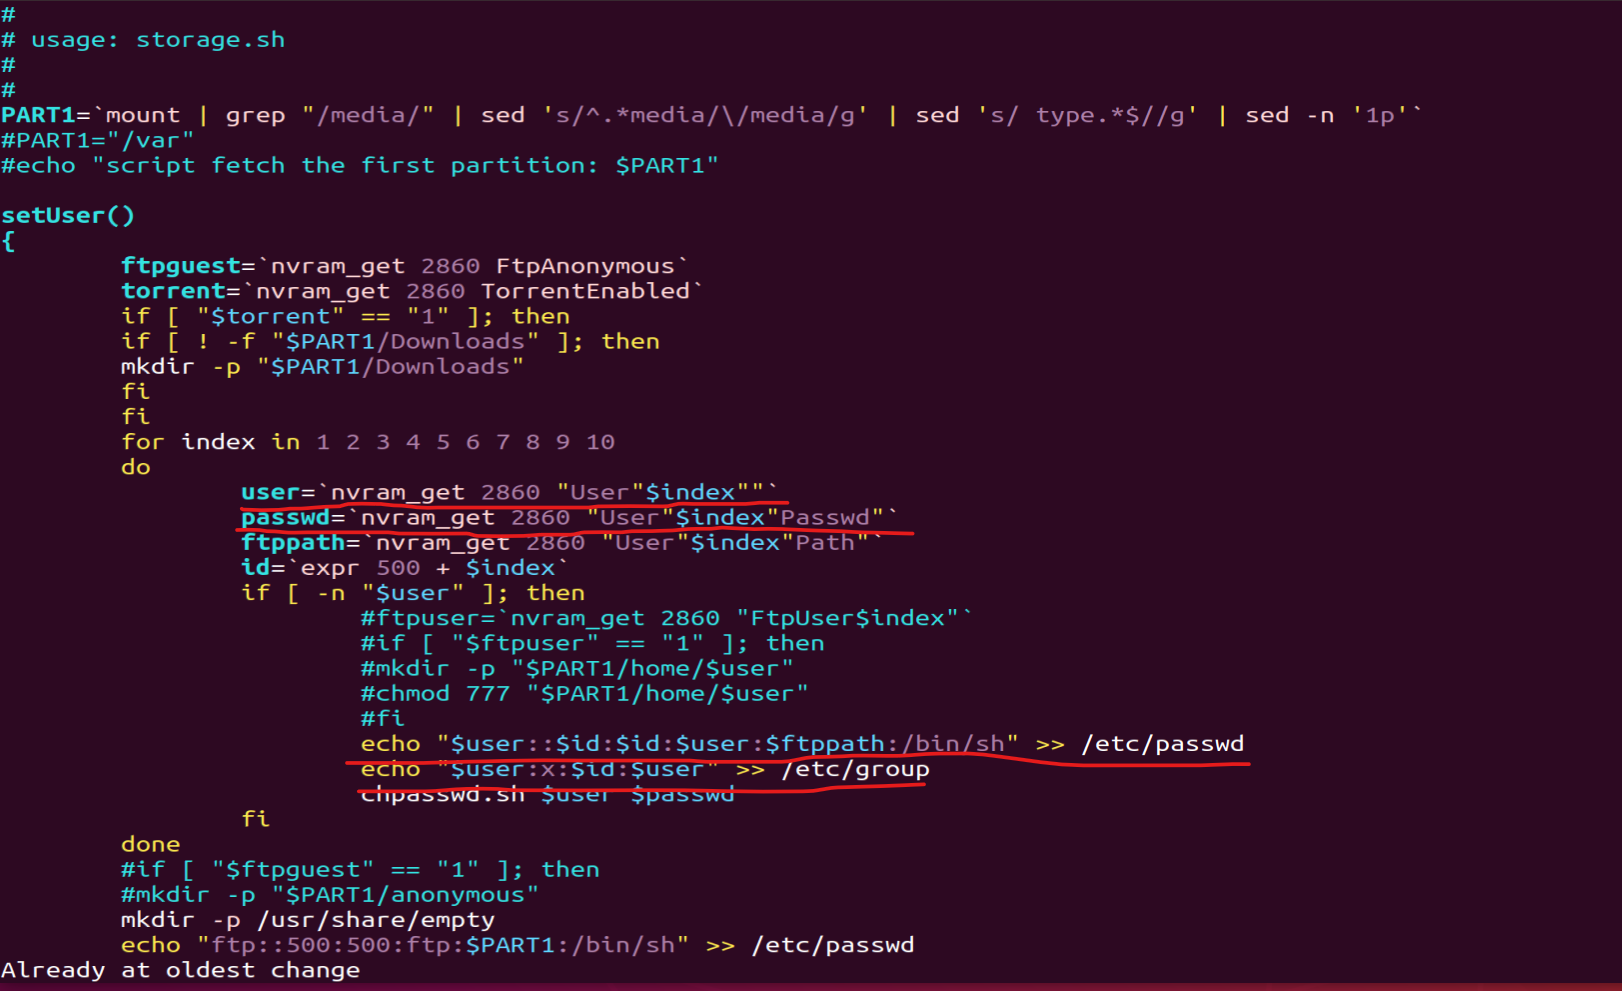 #
# usage: storage.sh
#
#
PART1=`mount | grep "/media/" | sed 's/^.*media/\/media/g' | sed 's/ type.*$//g' | sed -n '1p'`
#PART1="/var"
#echo "script fetch the first partition: $PART1"
setUser()
{
ftpguest=`nvram_get 2860 FtpAnonymous`
torrent=`nvram_get 2860 TorrentEnabled`
if [ "$torrent" == "1" ]; then
if [ ! -f "$PART1/Downloads" ]; then
mkdir -p "$PART1/Downloads"
fi
fi
for index in 1 2 3 4 5 6 7 8 9 10
do
user=`nvram_get 2860 "User"$index""`
passwd=`nvram_get 2860 "User"$index"Passwd"`
ftppath=`nvram_get 2860 "User"$index"Path"`
id=`expr 500 + $index`
if [ -n "$user" ]; then
#ftpuser=`nvram_get 2860 "FtpUser$index"`
#if [ "$ftpuser" == "1" ]; then
#mkdir -p "$PART1/home/$user"
#chmod 777 "$PART1/home/$user"
#fi
echo "$user::$id:$id:$user:$ftppath:/bin/sh" >> /etc/passwd
echo "$user:x:$id:$user" >> /etc/group
chpasswd.sh $user $passwd
fi
done
#if [ "$ftpguest" == "1" ]; then
#mkdir -p "$PART1/anonymous"
mkdir -p /usr/share/empty
echo "ftp::500:500:ftp:$PART1:/bin/sh" >> /etc/passwd
Already at oldest change